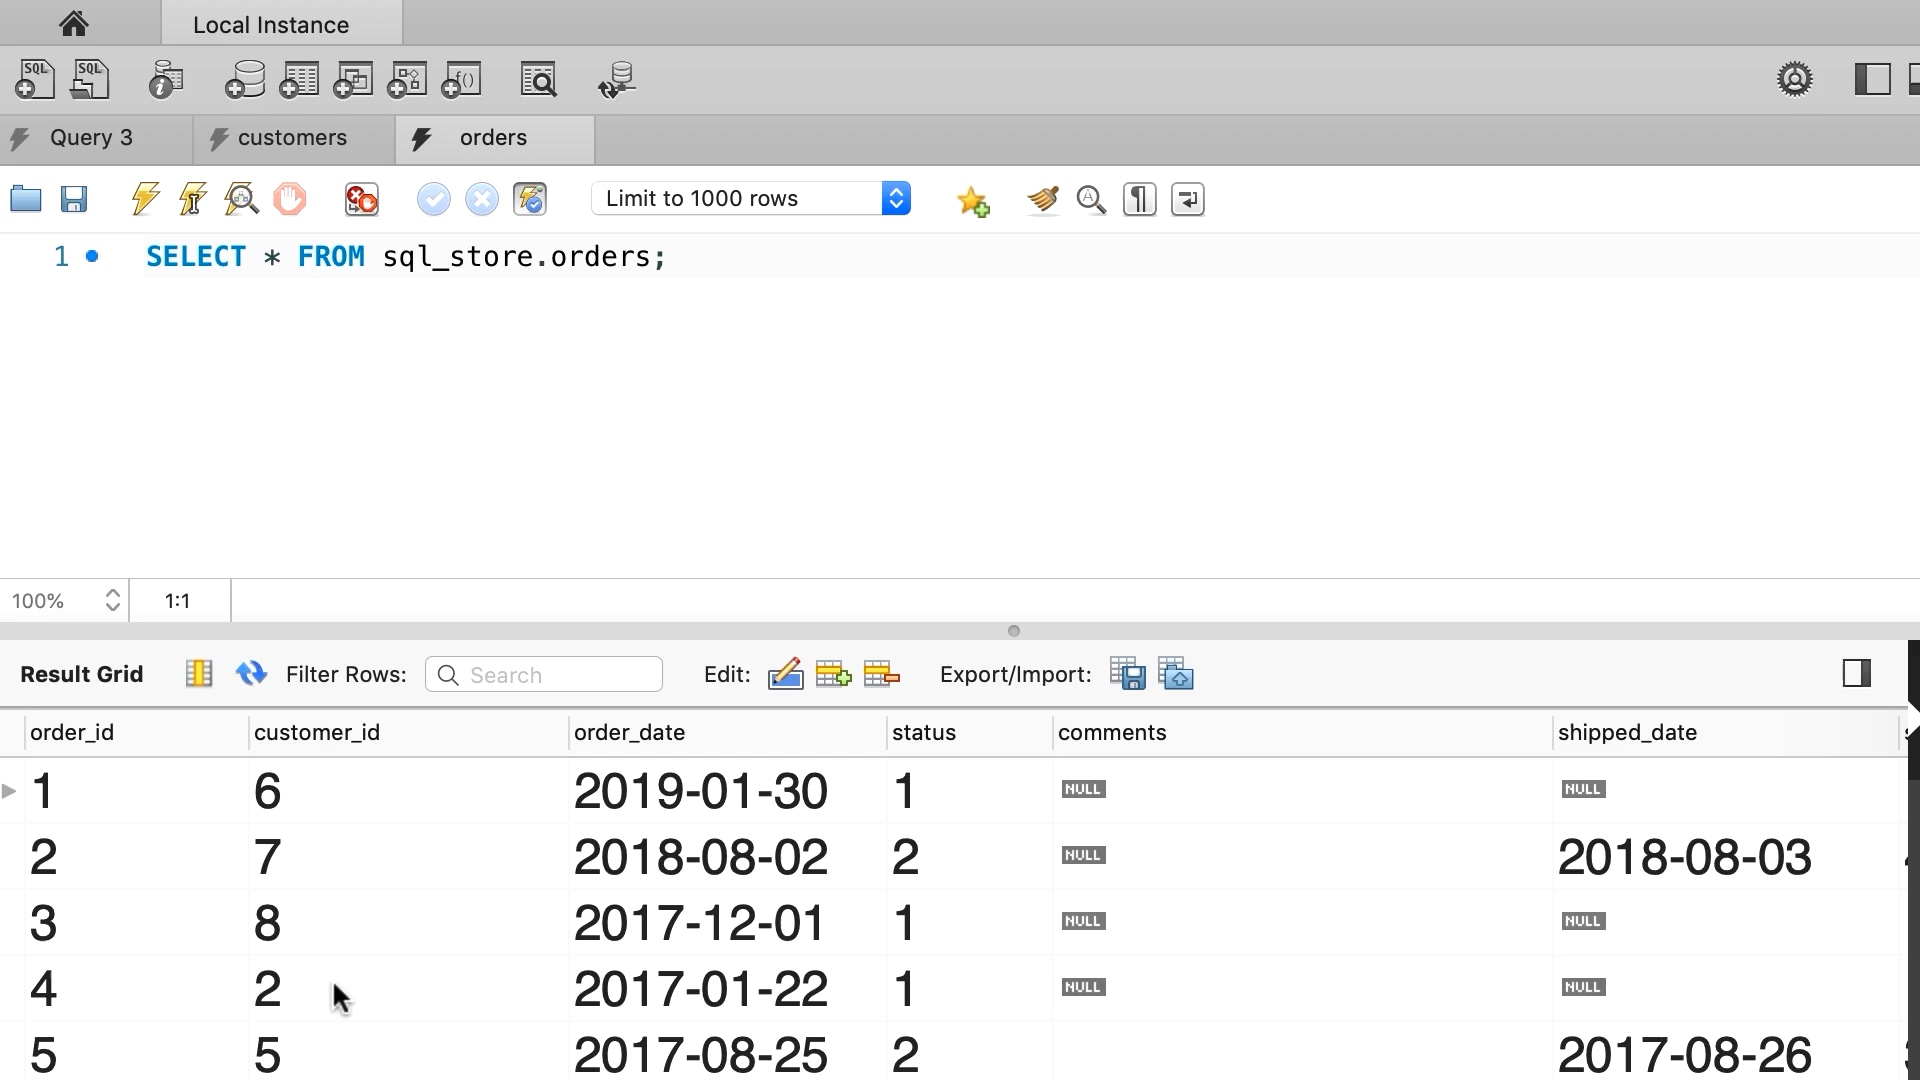 Local Instance
SQL SQL
Query 3 customers orders
Limit to 1000 rows
1 SELECT * FROM sql_store.orders;
100% 1:1
Result Grid Filter Rows: Search Edit: Export/Import:
order_id customer_id order_date status comments shipped_date
1 6 2019-01-30 1 NULL NULL
2 7 2018-08-02 2 NULL 2018-08-03
3 8 2017-12-01 1 NULL NULL
4 2 2017-01-22 1 NULL NULL
5 5 2017-08-25 2 2017-08-26